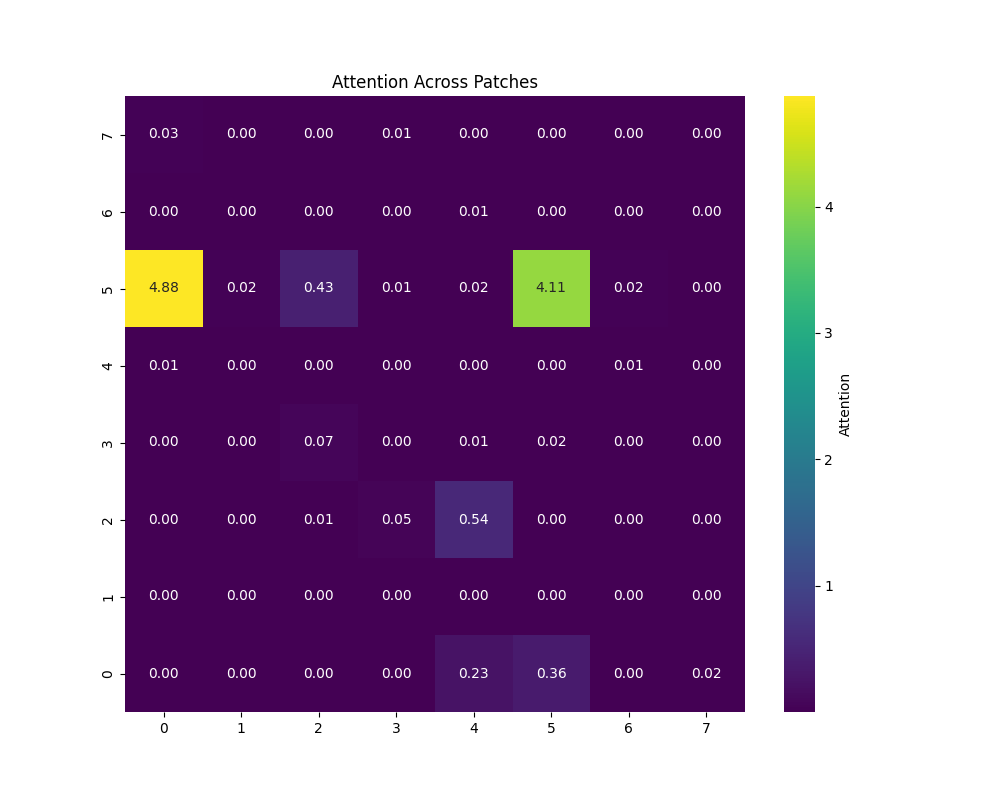 Attention Across Patches
7 0.03 0.00 0.00 0.01 0.00 0.00 0.00 0.00
6 0.00 0.00 0.00 0.00 0.01 0.00 0.00 0.00
4
5 4.88 0.02 0.43 0.01 0.02 4.11 0.02 0.00
3
4 0.01 0.00 0.00 0.00 0.00 0.00 0.01 0.00
Attention
3 0.00 0.00 0.07 0.00 0.01 0.02 0.00 0.00
2
2 0.00 0.00 0.01 0.05 0.54 0.00 0.00 0.00
1
1 0.00 0.00 0.00 0.00 0.00 0.00 0.00 0.00
0 0.00 0.00 0.00 0.00 0.23 0.36 0.00 0.02
0 1 2 3 4 5 6 7